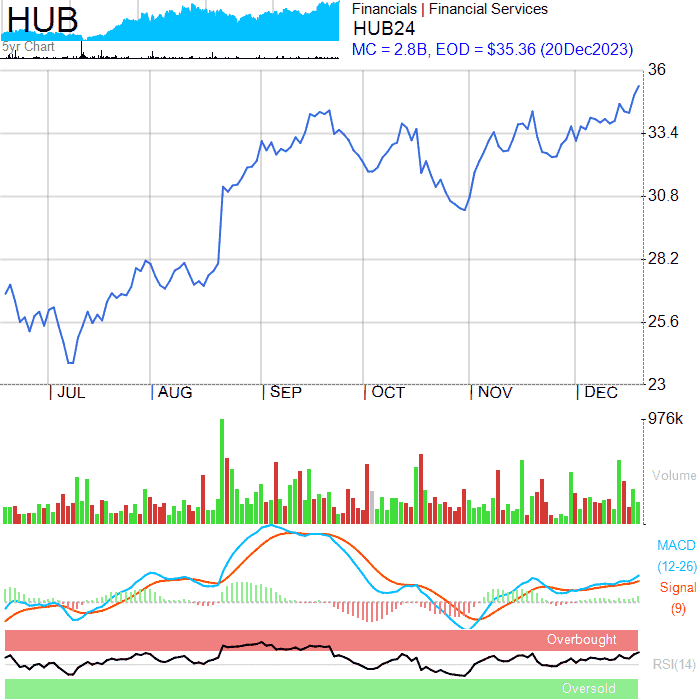 HUB
5yr Chart
Financials | Financial Services
HUB24
MC = 2.8B, EOD = $35.36 (20Dec2023)
36
33.4
30.8
28.2
25.6
23
JUL AUG SEP OCT NOV DEC
976k
Volume
MACD
(12-26)
Signal
(9)
Overbought
RSI(14)
Oversold